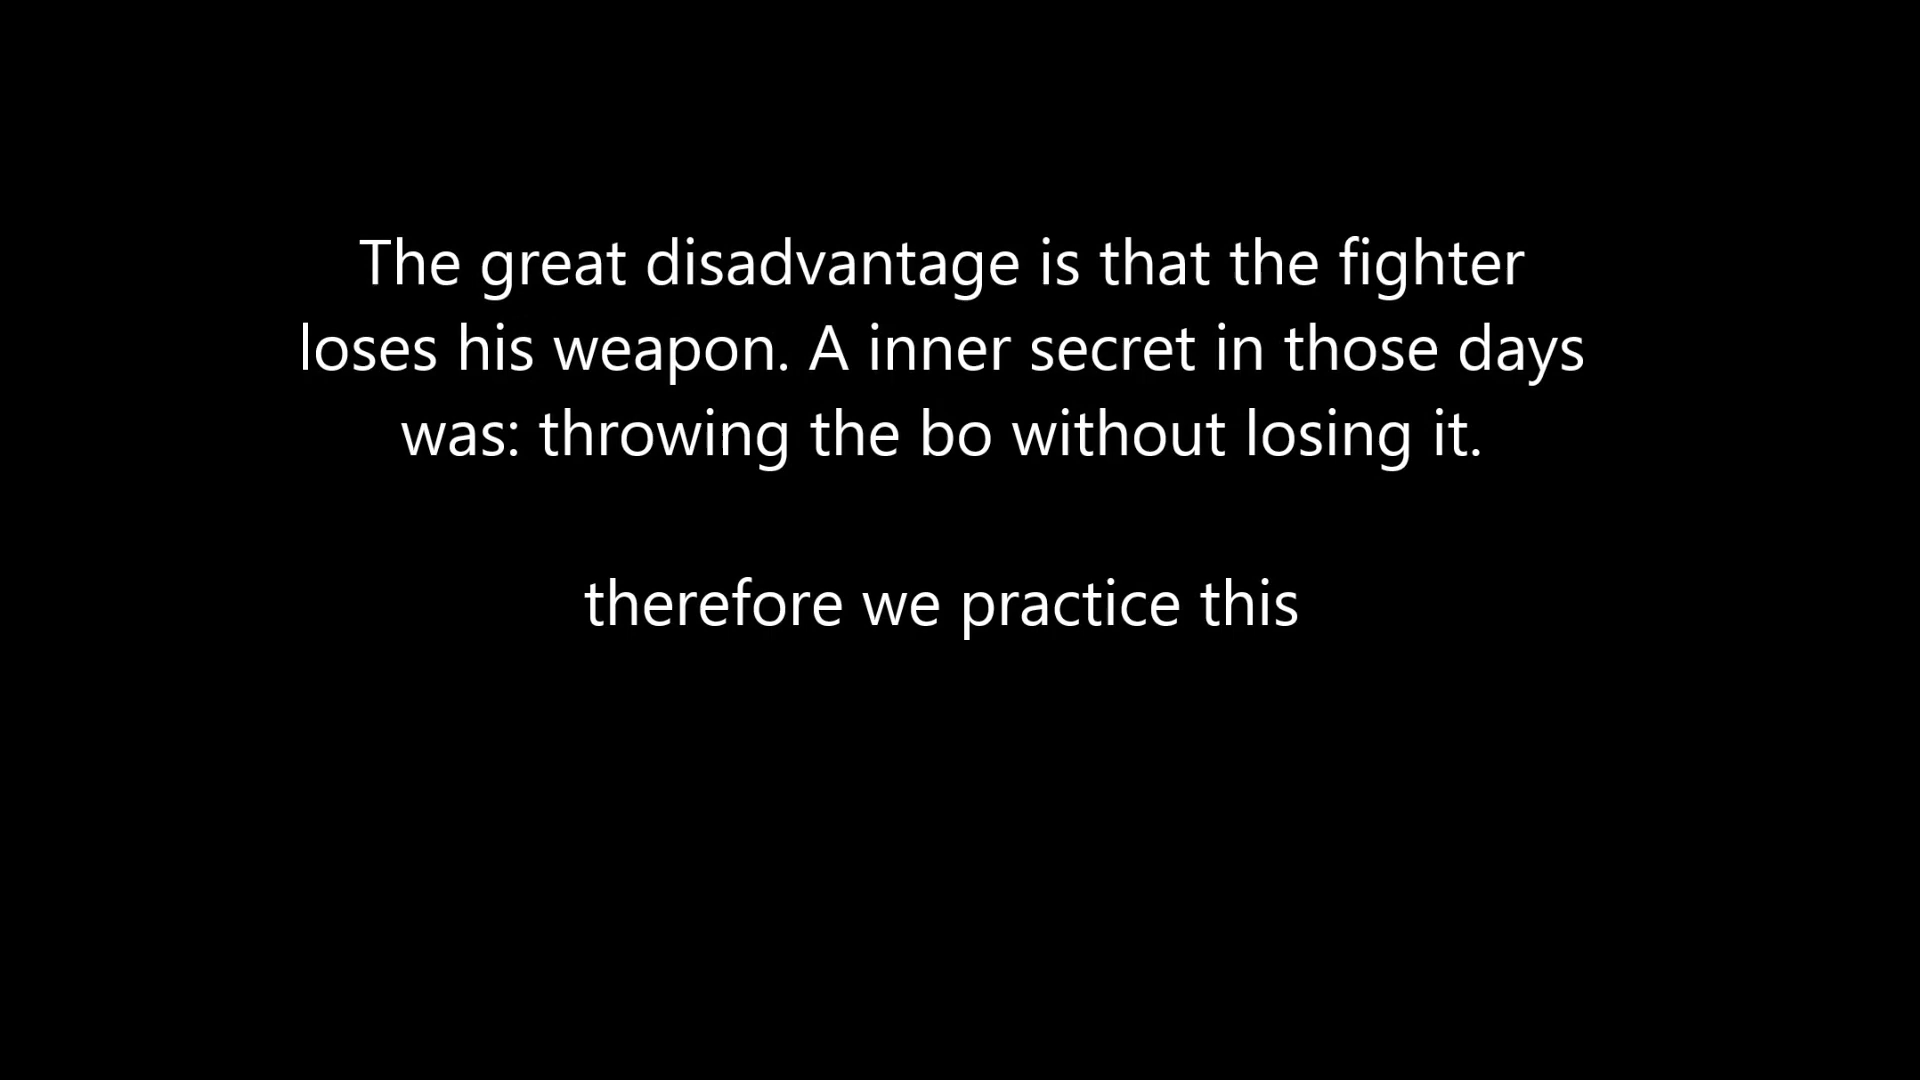 The great disadvantage is that the fighter
loses his weapon. A inner secret in those days
was: throwing the bo without losing it.
therefore we practice this